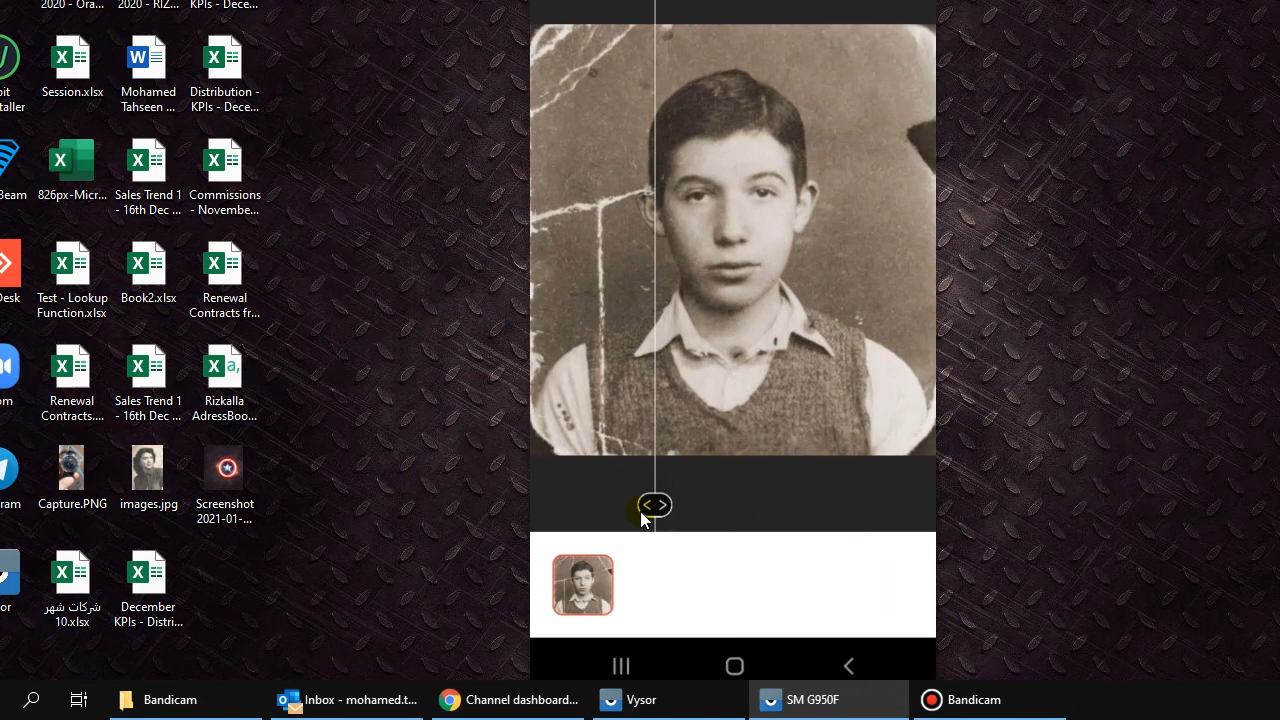 2020 - Ora...
2020 - RIZ...
KPIs - Dece...
Session.xlsx
Mohamed
Tahseen ...
Distribution -
KPIs - Dece...
826px-Micr...
Sales Trend 1
- 16th Dec ...
Commissions
- Novembe...
Test - Lookup
Function.xlsx
Book2.xlsx
Renewal
Contracts fr...
Renewal
Contracts....
Sales Trend 1
- 16th Dec ...
Rizkalla
AdressBoo...
Capture.PNG
images.jpg
Screenshot
2021-01-...
شركات شهر
10.xlsx
December
KPIs - Distri...
Bandicam
Inbox - mohamed.t...
Channel dashboard...
Vysor
SM G950F
Bandicam